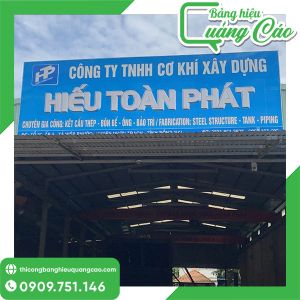 Bảng hiệu
Quảng Cáo
HP
CÔNG TY TNHH CƠ KHÍ XÂY DỰNG
HIẾU TOÀN PHÁT
CHUYÊN GIA CÔNG: KẾT CẤU THÉP - BỒN BỂ - ỐNG - BẢO TRÌ / FABRICATION: STEEL STRUCTURE - TANK - PIPING
thicongbanghieuquangcao.com
0909.751.146